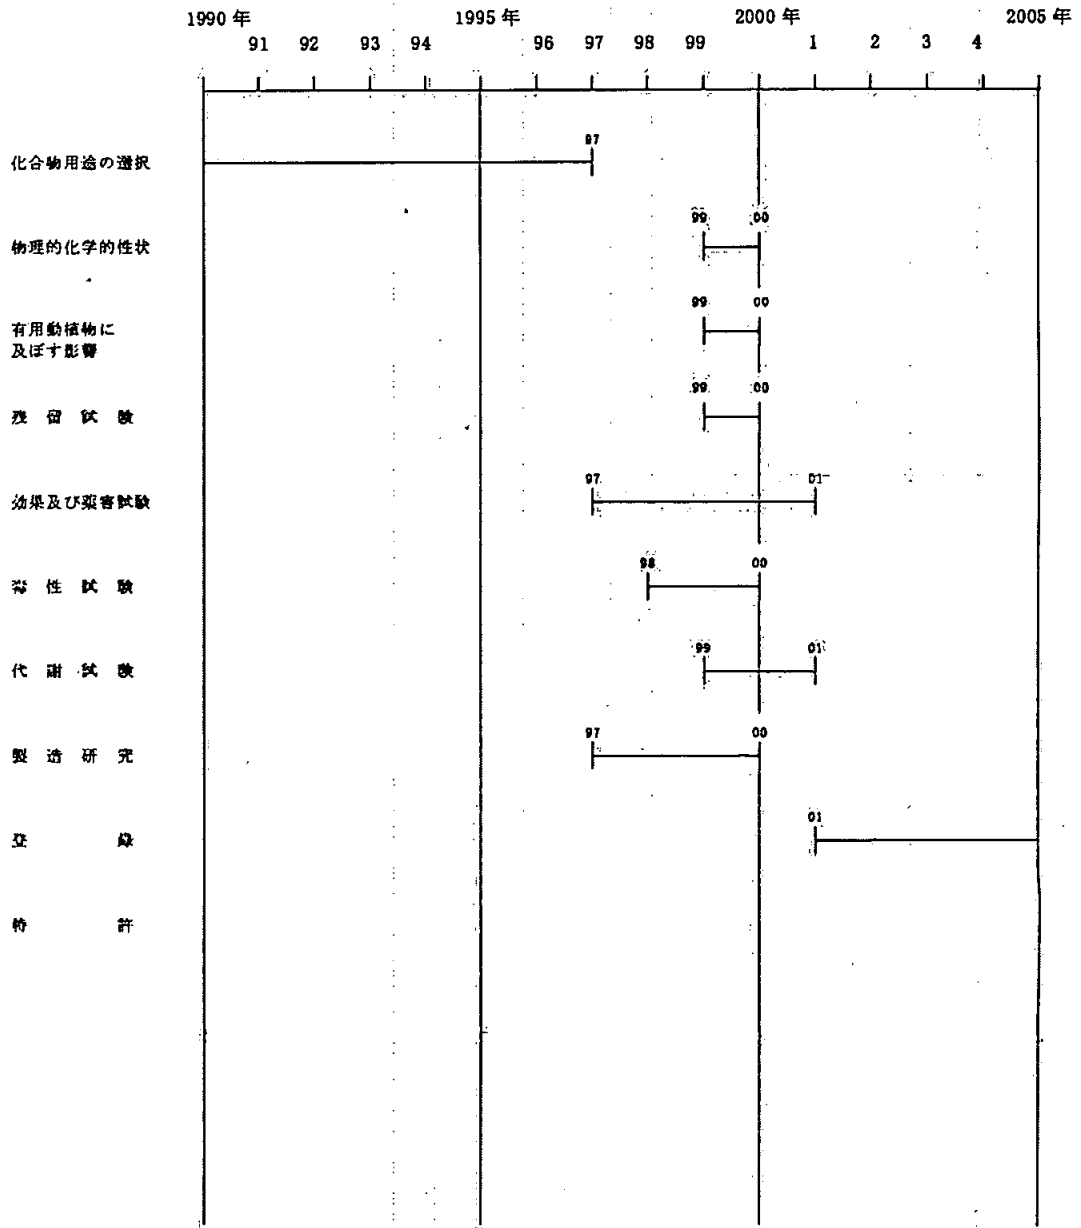 1990年 1995年 2000年 2005年
91 92 93 94 96 97 98 99 1 2 3 4
97
化合物用途の選択
99 00
物理的化学的性状
99 00
有用動植物に
及ぼす影響
99 00
残留試験
97 01
効果及び薬害試験
98 00
毒性試験
99 01
代謝試験
97 00
製造研究
01
登録
特許